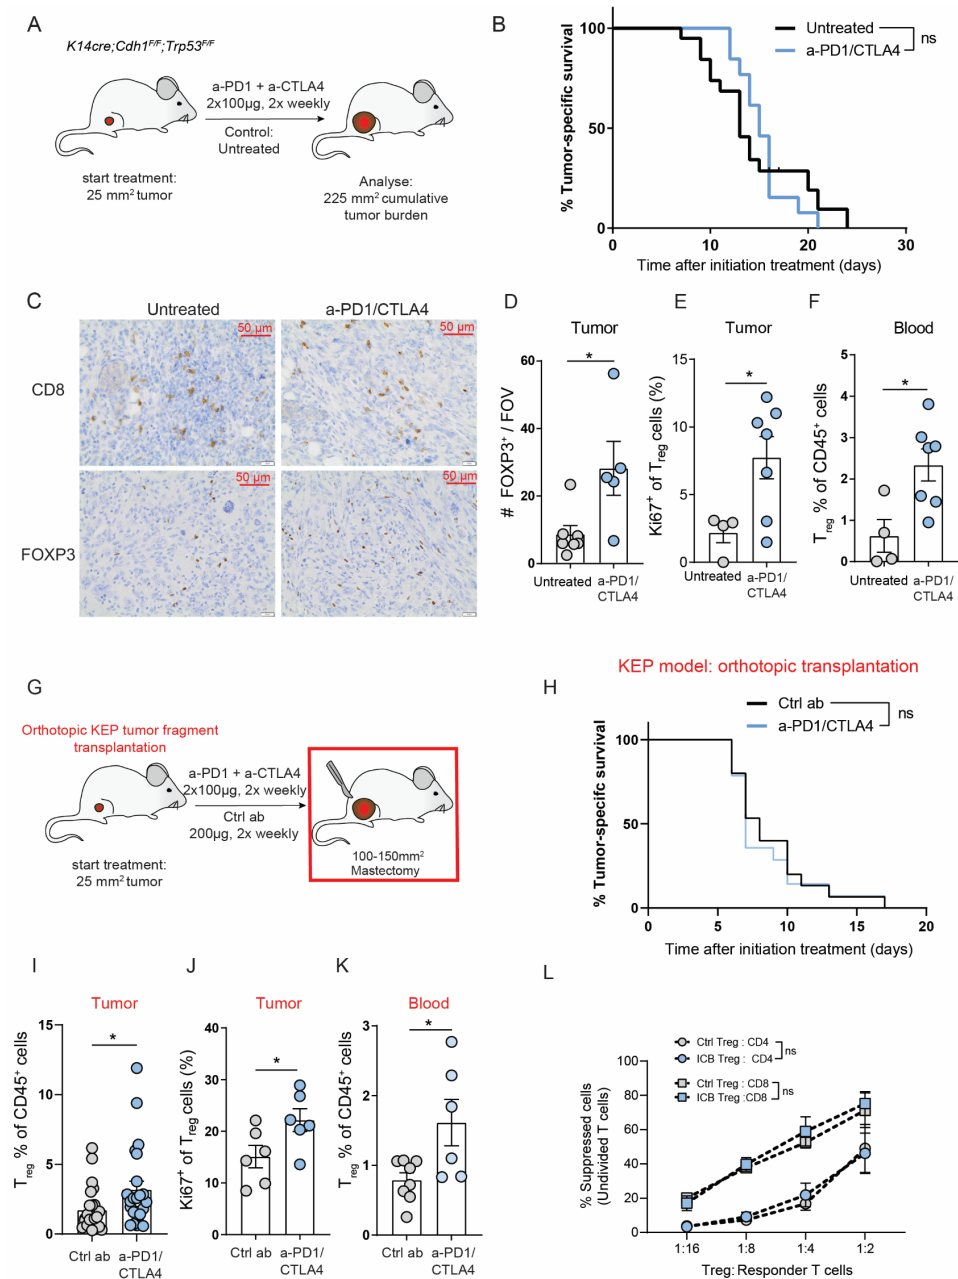 A
K14cre;Cdh1F/F;Trp53F/F
a-PD1 + a-CTLA4
2x100µg, 2x weekly
Control:
Untreated
start treatment:
25 mm2 tumor
Analyse:
225 mm2 cumulative
tumor burden
B
Untreated
a-PD1/CTLA4
ns
% Tumor-specific survival
100
50
0
0 10 20 30
Time after initiation treatment (days)
C
Untreated
a-PD1/CTLA4
CD8
FOXP3
50 µm
50 µm
50 µm
50 µm
D
Tumor
*
# FOXP3+ / FOV
60
40
20
0
Untreated
a-PD1/
CTLA4
E
Tumor
*
Ki67+ of Treg cells (%)
15
10
5
0
Untreated
a-PD1/
CTLA4
F
Blood
*
Treg % of CD45+ cells
5
4
3
2
1
0
Untreated
a-PD1/
CTLA4
G
Orthotopic KEP tumor fragment
transplantation
a-PD1 + a-CTLA4
2x100µg, 2x weekly
Ctrl ab
200µg, 2x weekly
start treatment:
25 mm2 tumor
100-150mm2
Mastectomy
KEP model: orthotopic transplantation
H
Ctrl ab
a-PD1/CTLA4
ns
% Tumor-specifc survival
100
50
0
0 5 10 15 20
Time after initiation treatment (days)
I
Tumor
*
Treg % of CD45+ cells
15
10
5
0
Ctrl ab
a-PD1/
CTLA4
J
Tumor
*
Ki67+ of Treg cells (%)
40
30
20
10
0
Ctrl ab
a-PD1/
CTLA4
K
Blood
*
Treg % of CD45+ cells
3
2
1
0
Ctrl ab
a-PD1/
CTLA4
L
Ctrl Treg : CD4
ICB Treg : CD4
ns
Ctrl Treg : CD8
ICB Treg :CD8
ns
% Suppressed cells
(Undivided T cells)
100
80
60
40
20
0
1:16 1:8 1:4 1:2
Treg: Responder T cells